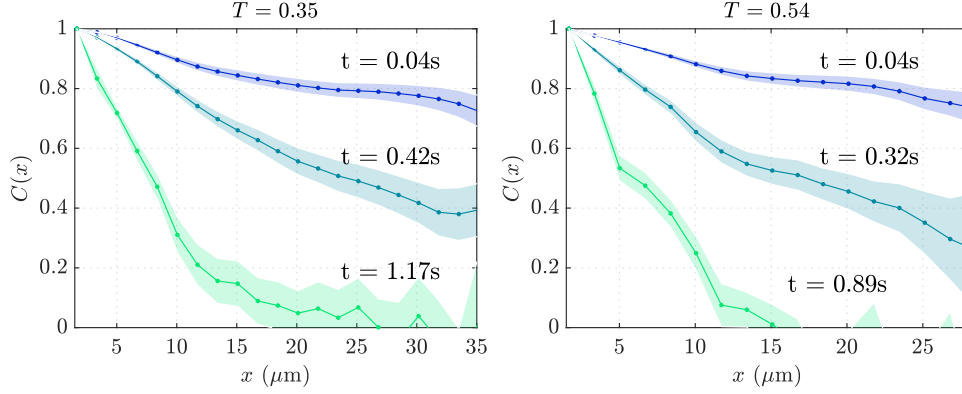 T = 0.35
C(x)
1
0.8
0.6
0.4
0.2
0
t = 0.04s
t = 0.42s
t = 1.17s
5 10 15 20 25 30 35
x (μm)
T = 0.54
C(x)
1
0.8
0.6
0.4
0.2
0
t = 0.04s
t = 0.32s
t = 0.89s
5 10 15 20 25
x (μm)